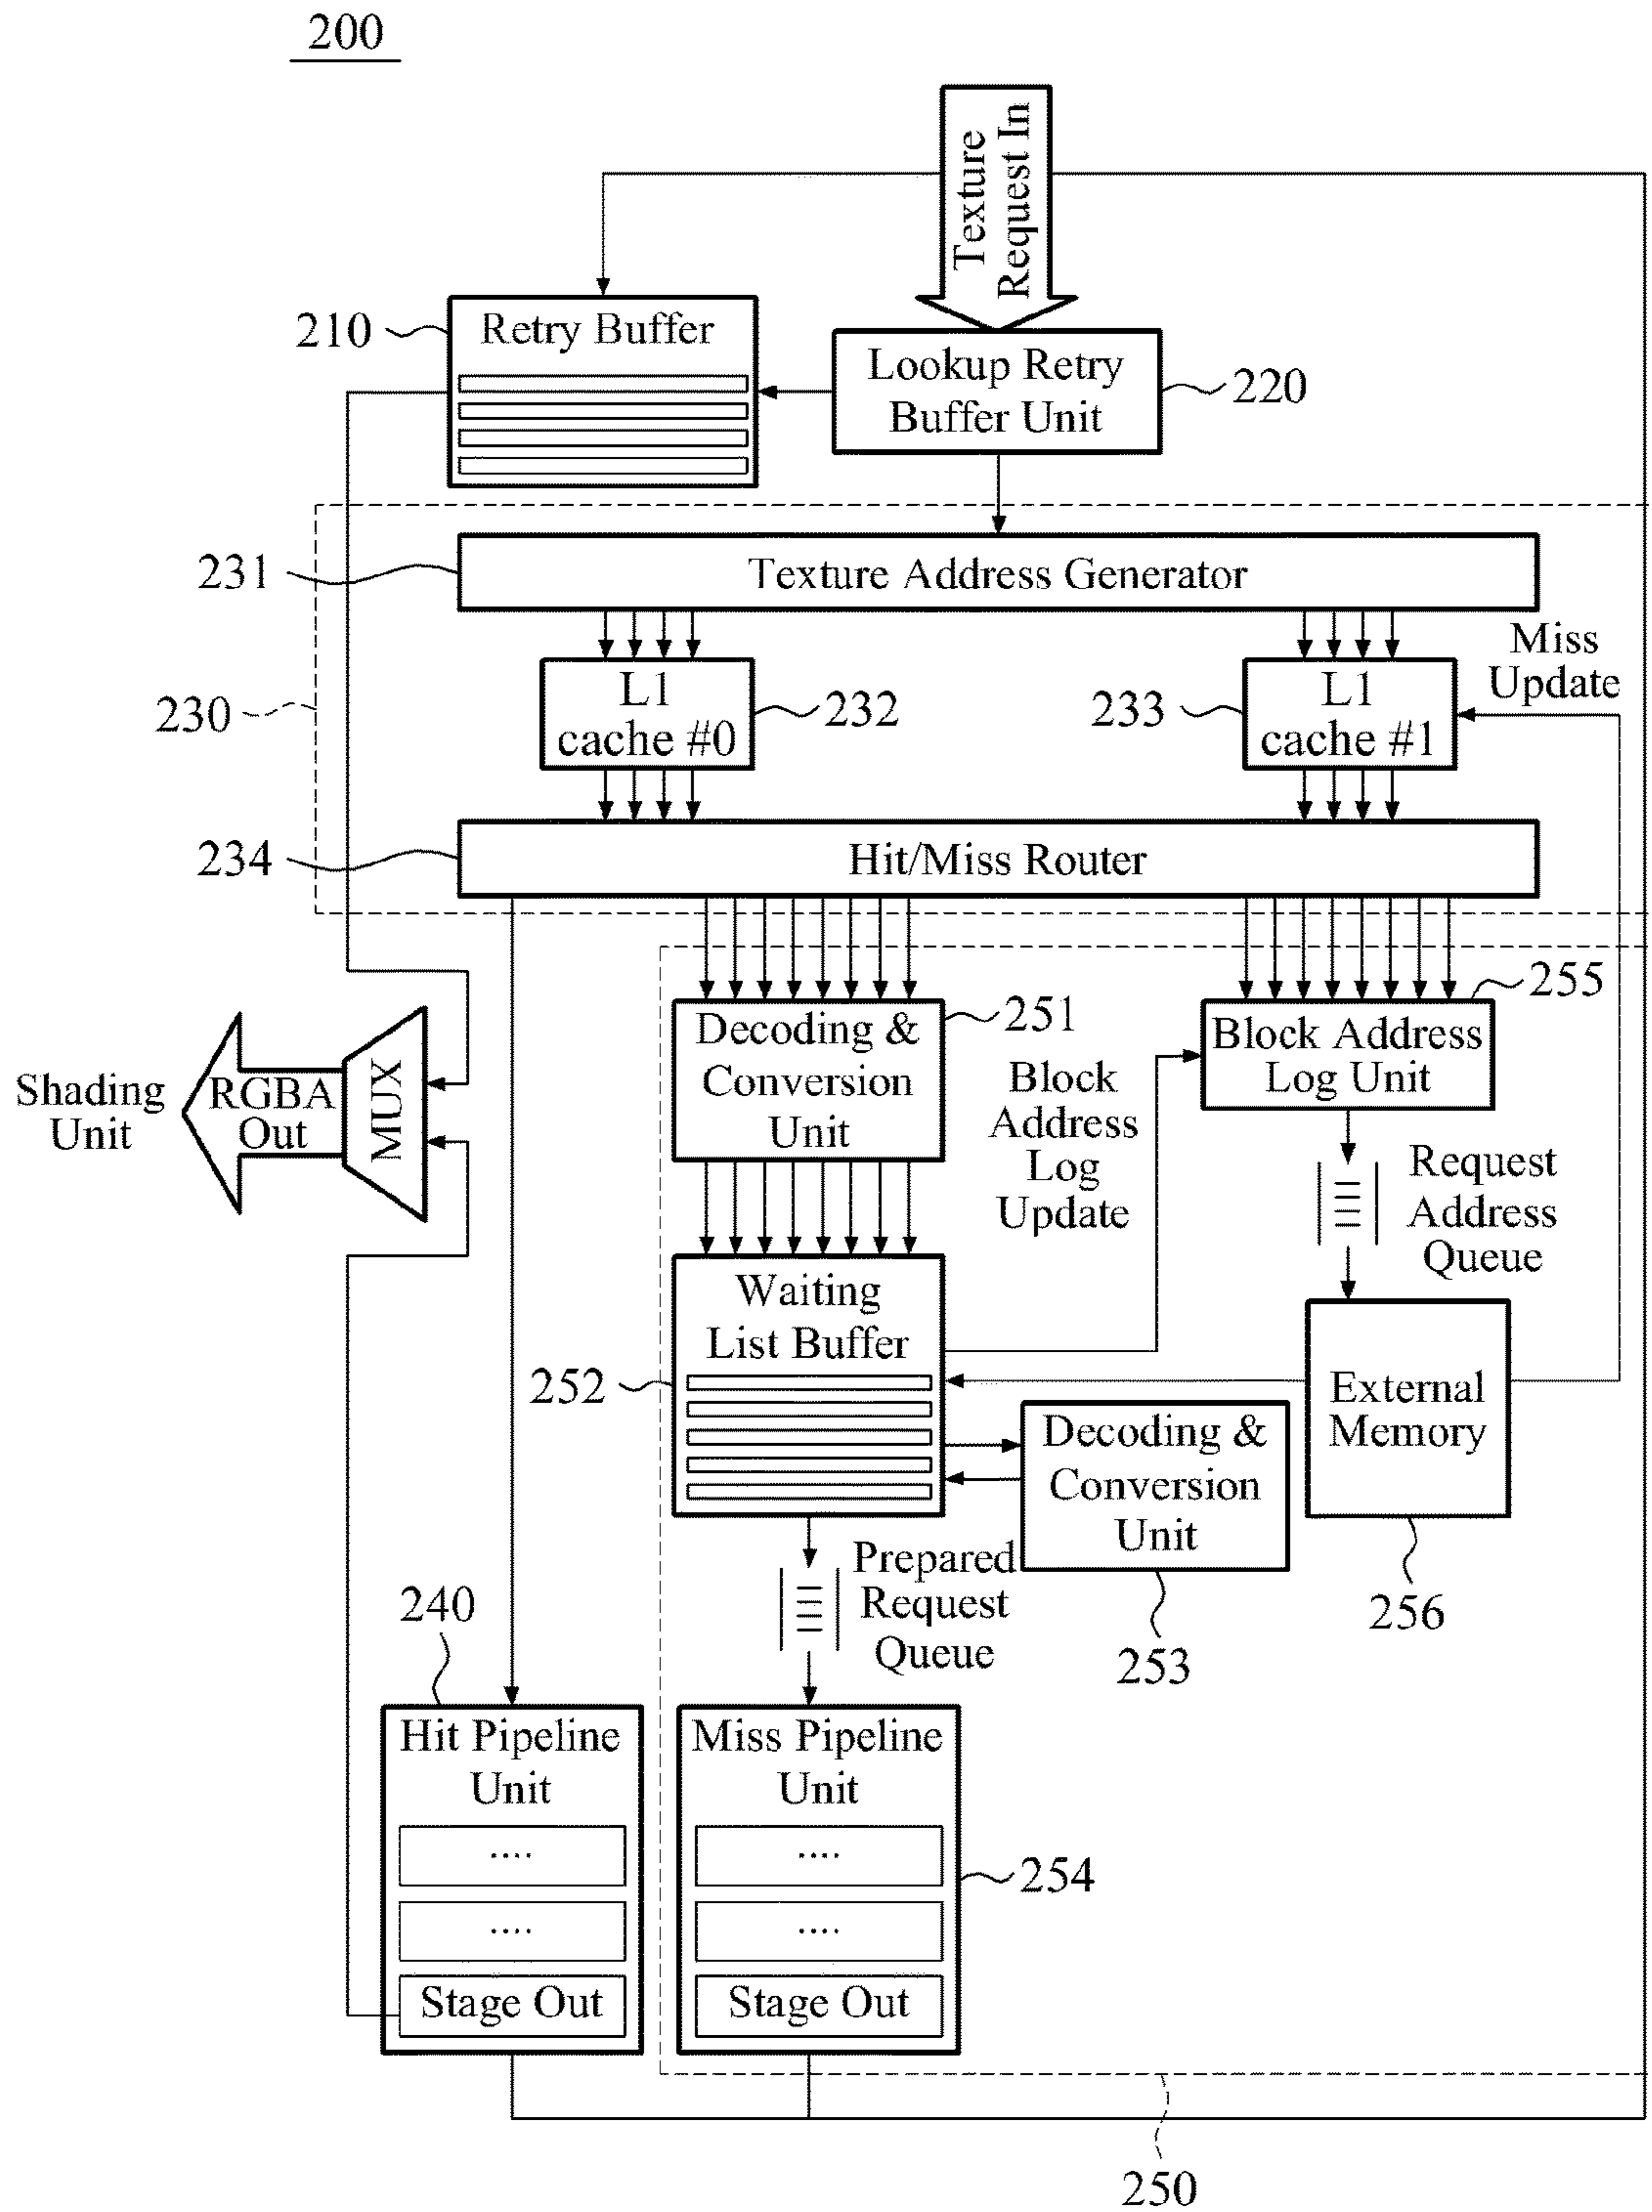 200
Texture
Request In
210
Retry Buffer
Lookup Retry
Buffer Unit
220
231
Texture Address Generator
Miss
Update
230
L1
cache #0
232
233
L1
cache #1
234
Hit/Miss Router
255
Decoding &
Conversion
Unit
251
Block Address
Log Unit
Block
Address
Log
Update
Shading
Unit
RGBA
Out
MUX
Request
Address
Queue
Waiting
List Buffer
252
External
Memory
Decoding &
Conversion
Unit
Prepared
Request
Queue
253
256
240
Hit Pipeline
Unit
....
....
Stage Out
Miss Pipeline
Unit
....
....
Stage Out
254
250